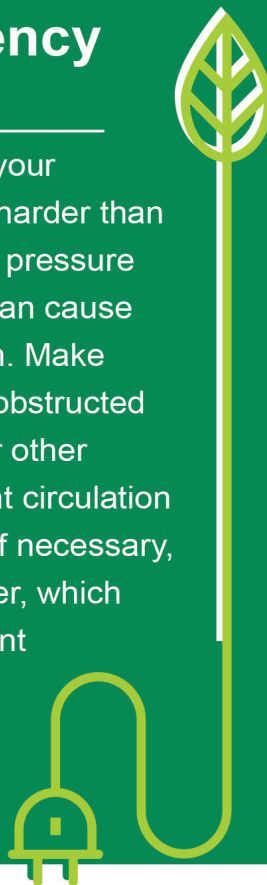 ency
your
harder than
pressure
an cause
n. Make
obstructed
r other
nt circulation
f necessary,
er, which
nt